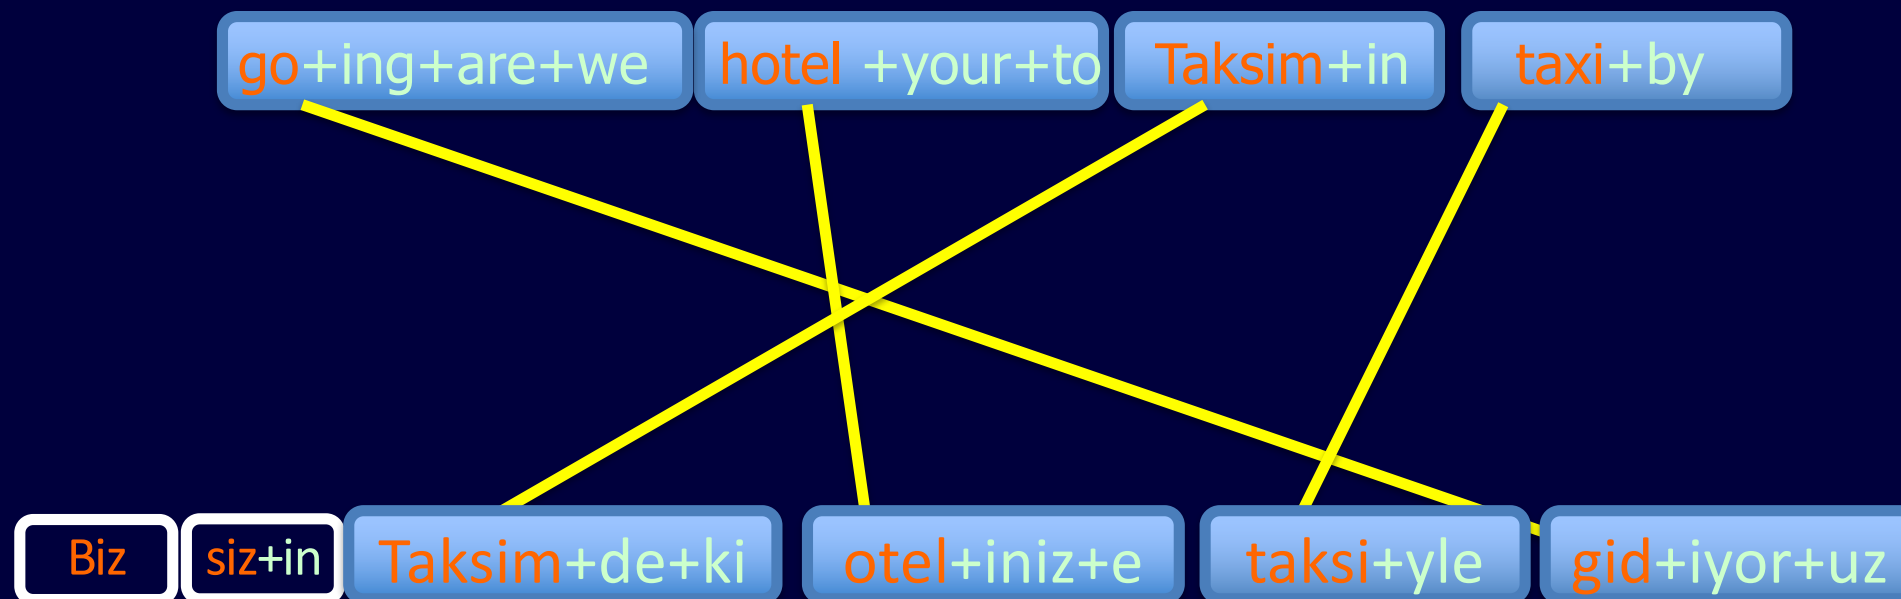 go+ing+are+we hotel +your+to Taksim+in taxi+by
Biz siz+in Taksim+de+ki otel+iniz+e taksi+yle gid+iyor+uz